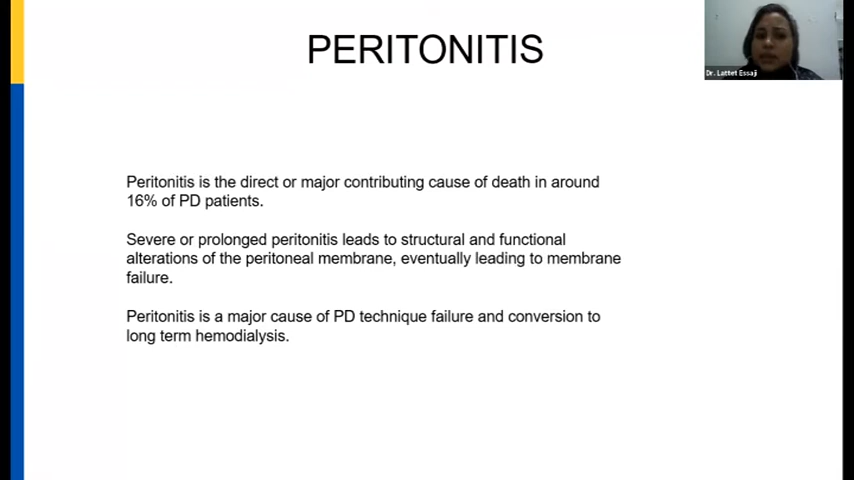 PERITONITIS
Dr. Lattet Essaji
Peritonitis is the direct or major contributing cause of death in around
16% of PD patients.
Severe or prolonged peritonitis leads to structural and functional
alterations of the peritoneal membrane, eventually leading to membrane
failure.
Peritonitis is a major cause of PD technique failure and conversion to
long term hemodialysis.